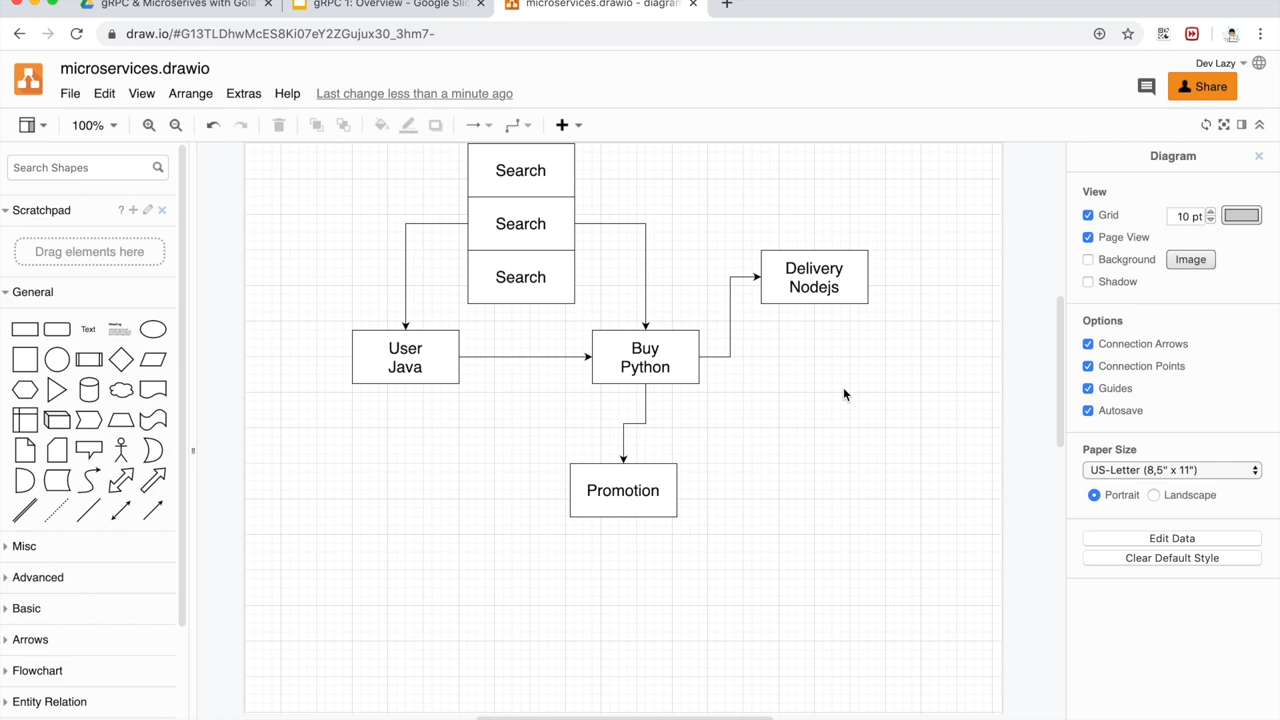 gRPC & Microserives with Gola
gRPC 1: Overview - Google Slid
microservices.drawio - diagram
draw.io/#G13TLDhwMcES8Ki07eY2ZGujux30_3hm7-
microservices.drawio
Dev Lazy
File Edit View Arrange Extras Help Last change less than a minute ago
Share
100%
Search Shapes
Scratchpad
?
Drag elements here
General
Text
Heading
Misc
Advanced
Basic
Arrows
Flowchart
Entity Relation
Search
Search
Search
Delivery
Nodejs
User
Java
Buy
Python
Promotion
Diagram
View
Grid
10 pt
Page View
Background
Image
Shadow
Options
Connection Arrows
Connection Points
Guides
Autosave
Paper Size
US-Letter (8,5" x 11")
Portrait
Landscape
Edit Data
Clear Default Style